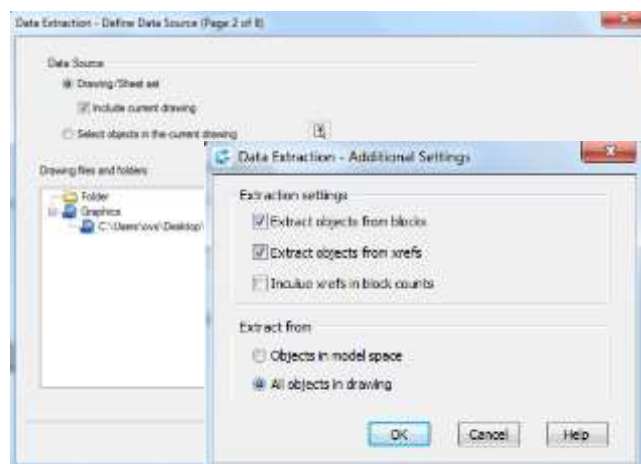 Data Extraction - Define Data Source (Page 2 of 8)
Data Source
Drawing/Sheet set
Include current drawing
Select objects in the current drawing
Drawing files and folders
Folder
Graphics
C:\Users\ovs\Desktop\
Data Extraction - Additional Settings
Extraction settings
Extract objects from blocks
Extract objects from xrefs
Include xrefs in block counts
Extract from
Objects in model space
All objects in drawing
OK
Cancel
Help